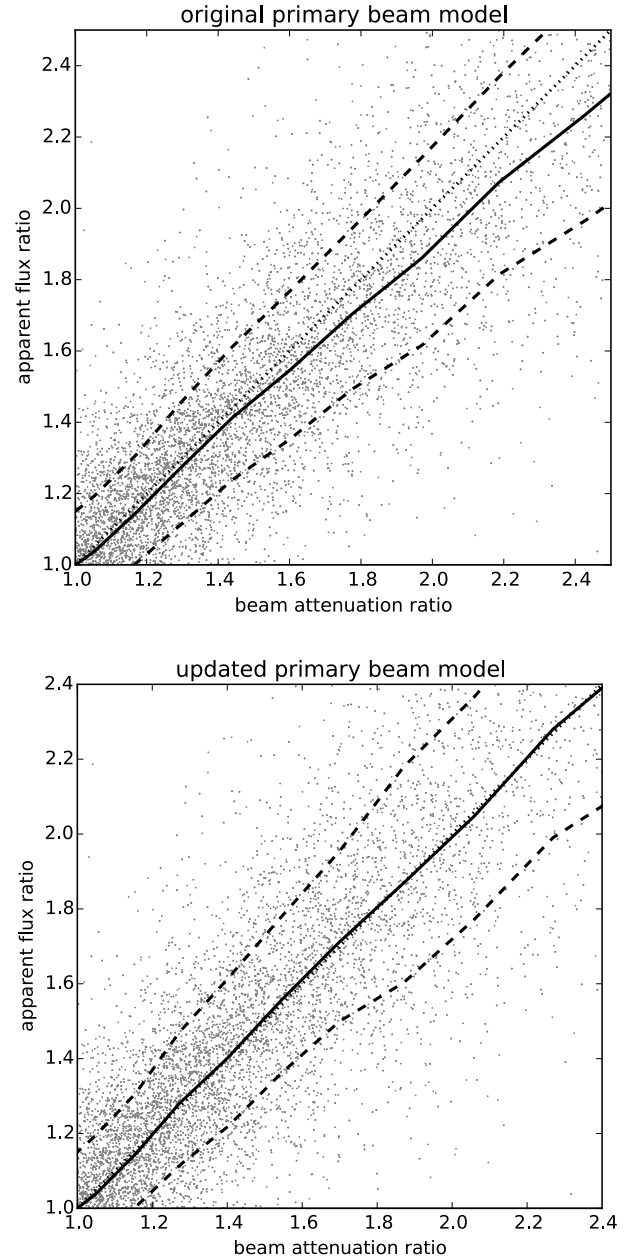 original primary beam model
2.4
2.2
2.0
1.8
1.6
1.4
1.2
1.0
apparent flux ratio
1.0 1.2 1.4 1.6 1.8 2.0 2.2 2.4
beam attenuation ratio
updated primary beam model
2.4
2.2
2.0
1.8
1.6
1.4
1.2
1.0
apparent flux ratio
1.0 1.2 1.4 1.6 1.8 2.0 2.2 2.4
beam attenuation ratio